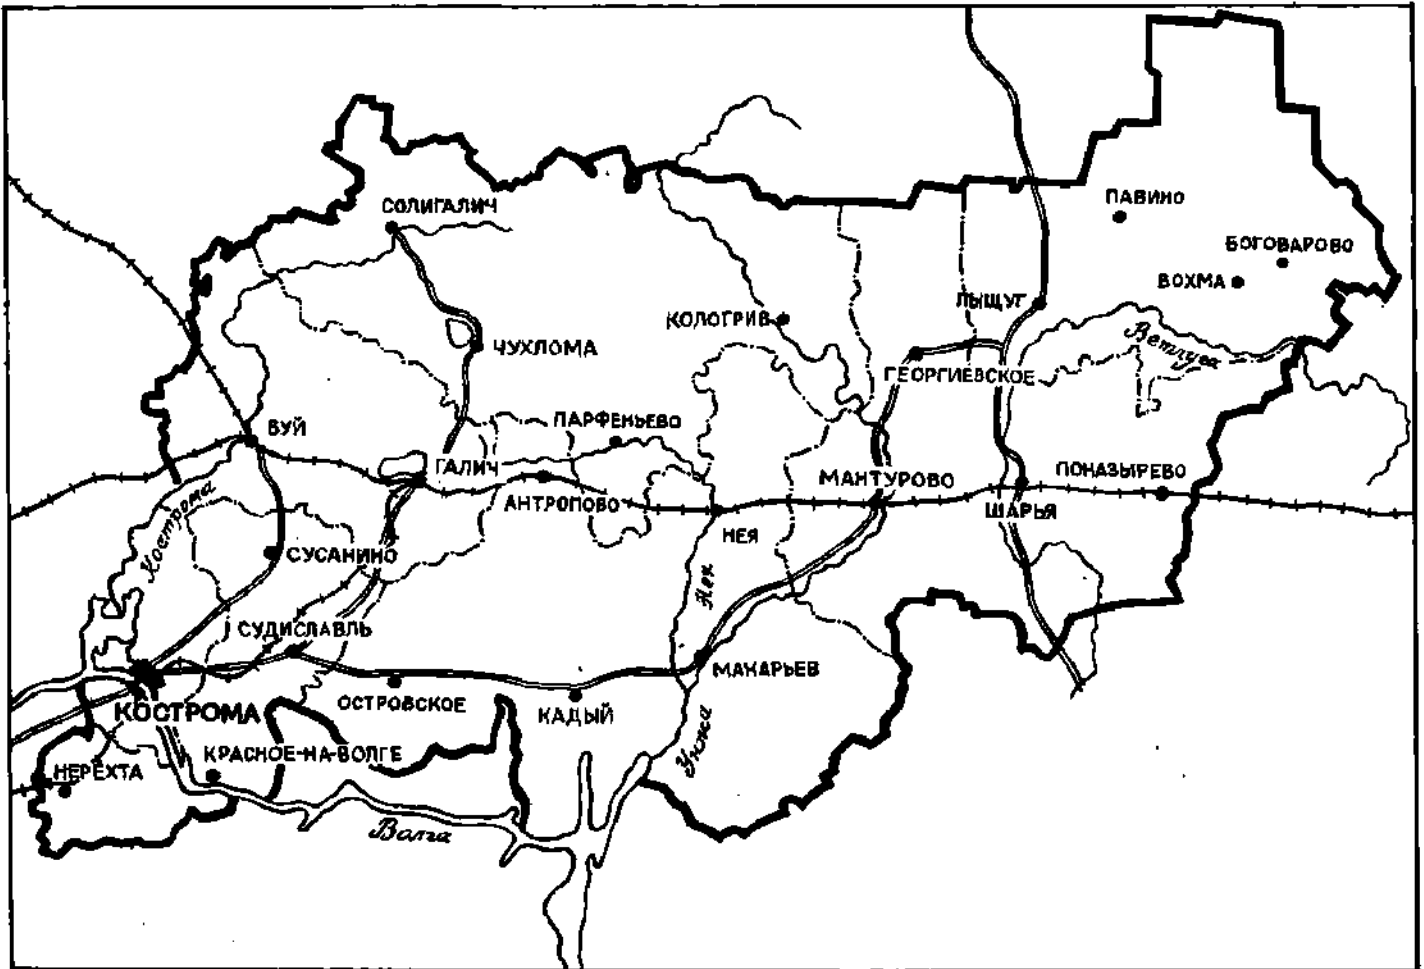 СОЛИГАЛИЧ
ПАВИНО
БОГОВАРОВО
ВОХМА
ЛЫЩУГ
КОЛОГРИВ
Ветлуга
ЧУХЛОМА
ГЕОРГИЕВСКОЕ
ПАРФЕНЬЕВО
ВУЙ
ГАЛИЧ
ПОНАЗЫРЕВО
МАНТУРОВО
АНТРОПОВО
ШАРЬЯ
Кострома
НЕЯ
СУСАНИНО
Нея
СУДИСЛАВЛЬ
МАКАРЬЕВ
ОСТРОВСКОЕ
КАДЫЙ
КОСТРОМА
Унжа
КРАСНОЕ-НА-ВОЛГЕ
НЕРЕХТА
Волга